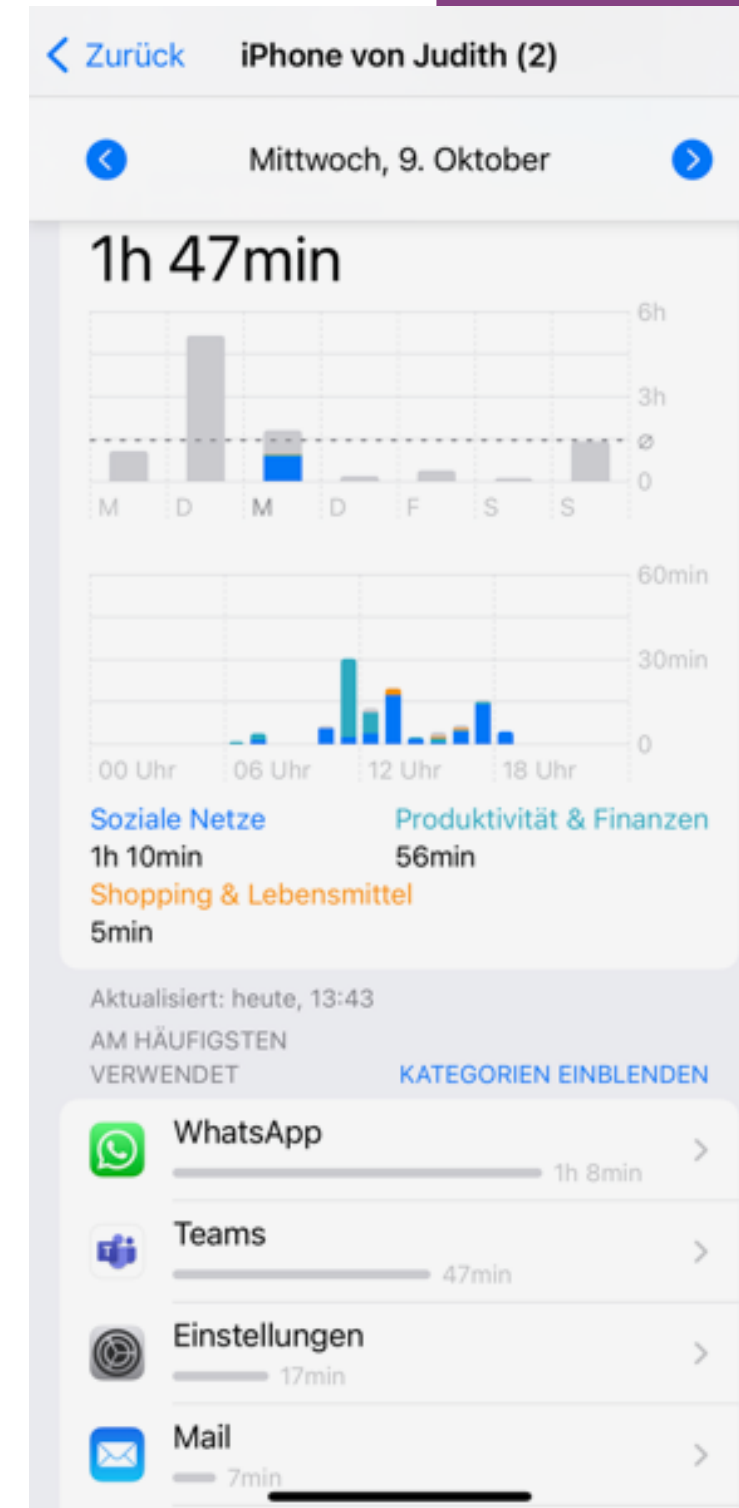 Zurück iPhone von Judith (2)
Mittwoch, 9. Oktober
1h 47min
6h
3h
Ø
0
M D M D F S S
60min
30min
0
00 Uhr 06 Uhr 12 Uhr 18 Uhr
Soziale Netze Produktivität & Finanzen
1h 10min 56min
Shopping & Lebensmittel
5min
Aktualisiert: heute, 13:43
AM HÄUFIGSTEN
VERWENDET KATEGORIEN EINBLENDEN
WhatsApp
1h 8min
Teams
47min
Einstellungen
17min
Mail
7min